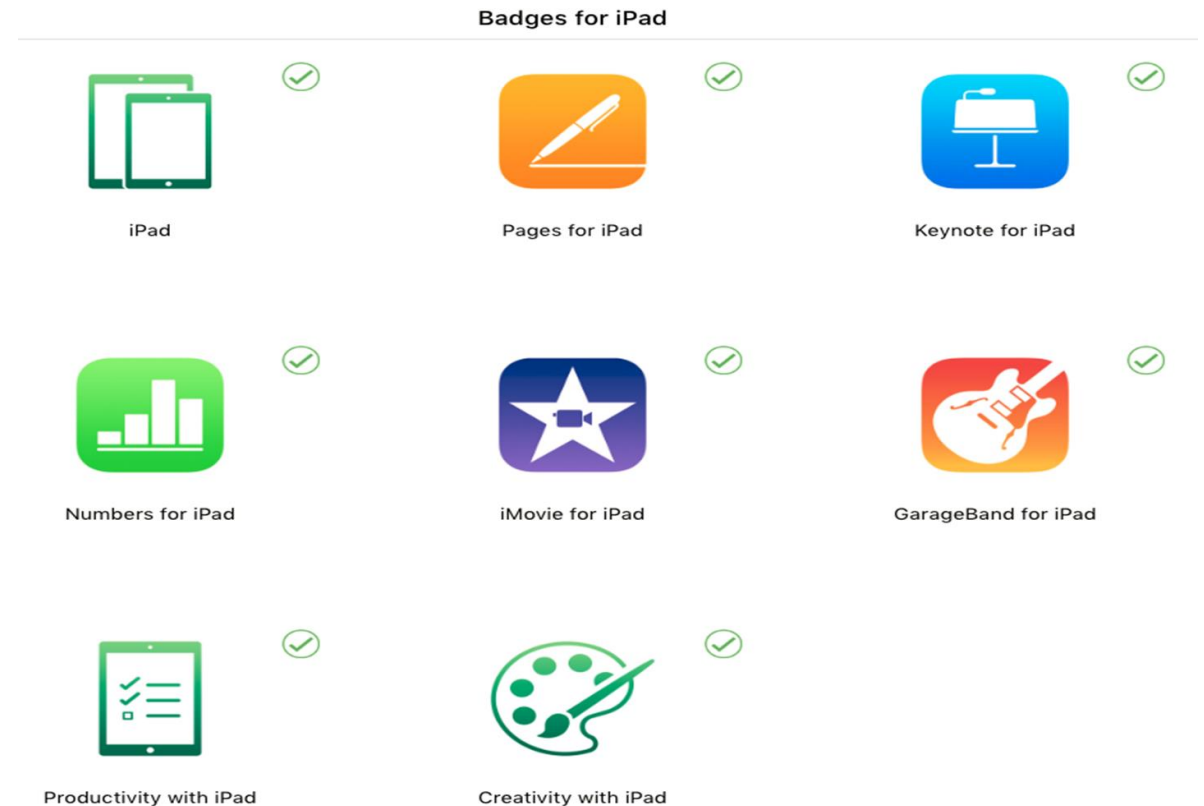 Badges for iPad
iPad
Pages for iPad
Keynote for iPad
Numbers for iPad
iMovie for iPad
GarageBand for iPad
Productivity with iPad
Creativity with iPad